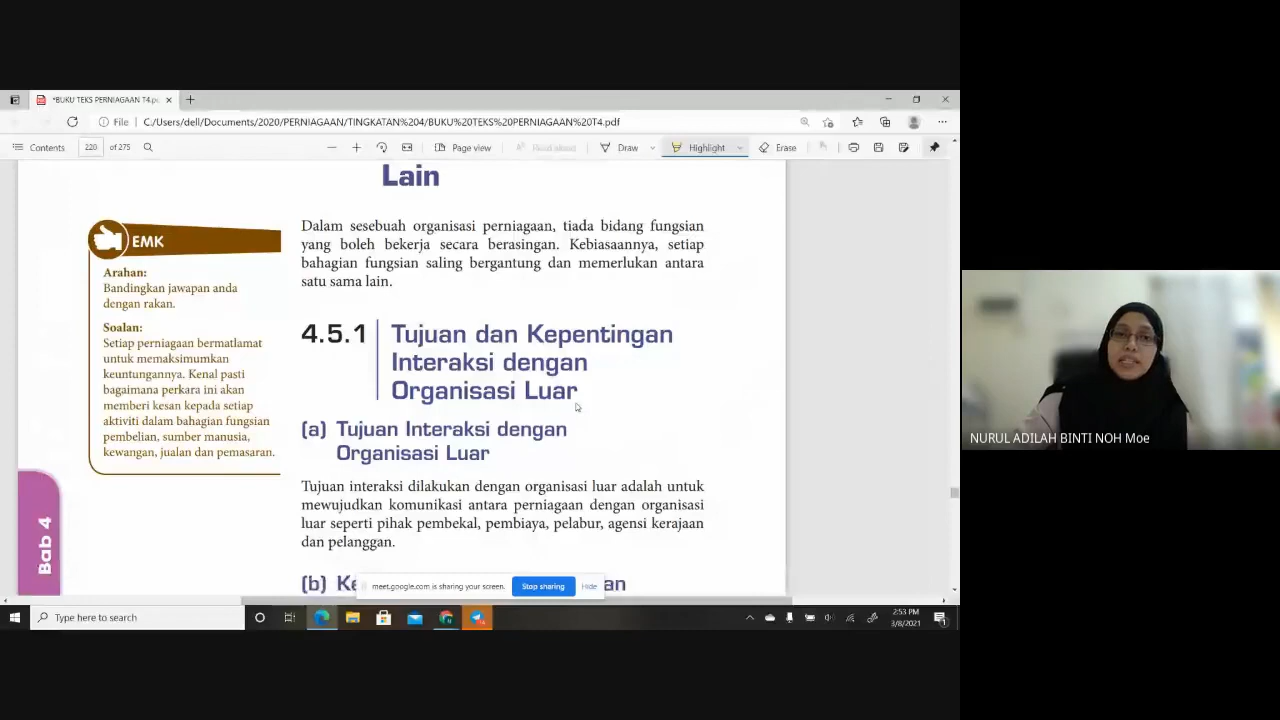 *BUKU TEKS PERNIAGAAN T4.p
File
C:/Users/dell/Documents/2020/PERNIAGAAN/TINGKATAN%204/BUKU%20TEKS%20PERNIAGAAN%20T4.pdf
Contents 220 of 275 Page view Read aloud Draw Highlight Erase
Lain
EMK
Arahan:
Bandingkan jawapan anda
dengan rakan.
Soalan:
Setiap perniagaan bermatlamat
untuk memaksimumkan
keuntungannya. Kenal pasti
bagaimana perkara ini akan
memberi kesan kepada setiap
aktiviti dalam bahagian fungsian
pembelian, sumber manusia,
kewangan, jualan dan pemasaran.
Bab 4
Dalam sesebuah organisasi perniagaan, tiada bidang fungsian
yang boleh bekerja secara berasingan. Kebiasaannya, setiap
bahagian fungsian saling bergantung dan memerlukan antara
satu sama lain.
4.5.1 Tujuan dan Kepentingan
Interaksi dengan
Organisasi Luar
(a) Tujuan Interaksi dengan
Organisasi Luar
Tujuan interaksi dilakukan dengan organisasi luar adalah untuk
mewujudkan komunikasi antara perniagaan dengan organisasi
luar seperti pihak pembekal, pembiaya, pelabur, agensi kerajaan
dan pelanggan.
(b) Ke
an
meet.google.com is sharing your screen. Stop sharing Hide
Type here to search
2:53 PM
3/8/2021
NURUL ADILAH BINTI NOH Moe